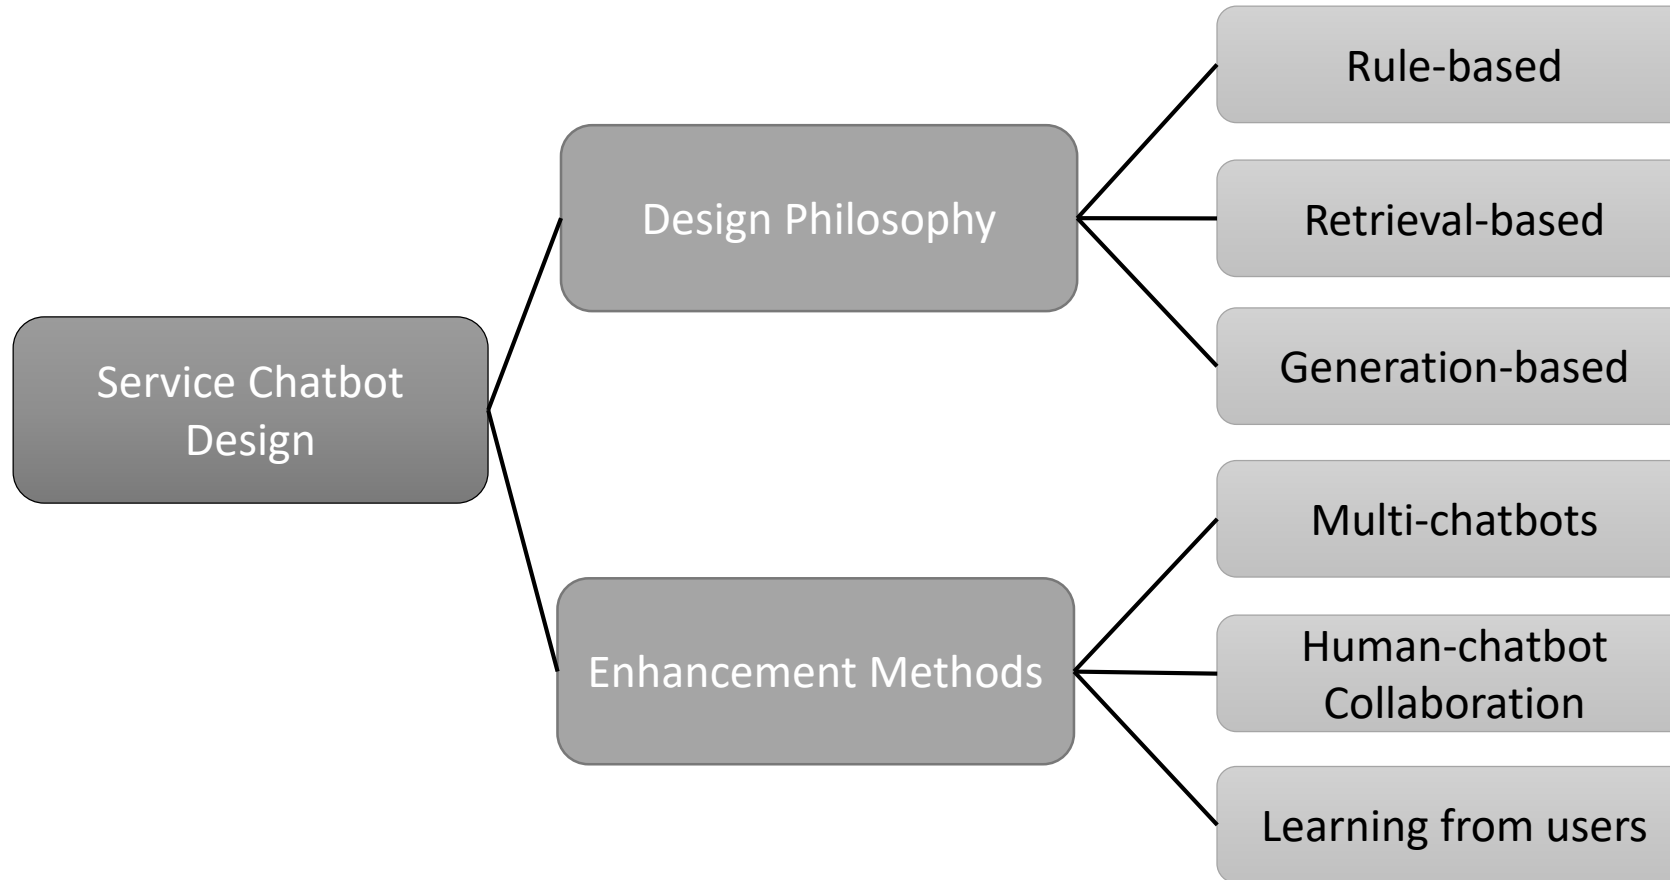 Service Chatbot
Design
Design Philosophy
Enhancement Methods
Rule-based
Retrieval-based
Generation-based
Multi-chatbots
Human-chatbot
Collaboration
Learning from users